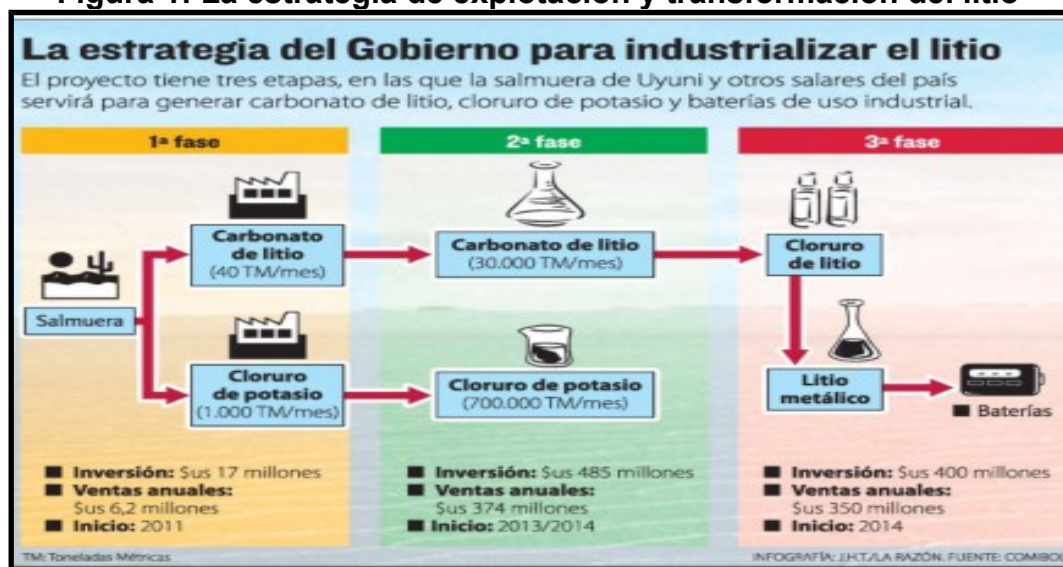 Figura 1. La estrategia de explotación y transformación del litio
La estrategia del Gobierno para industrializar el litio
El proyecto tiene tres etapas, en las que la salmuera de Uyuni y otros salares del país
servirá para generar carbonato de litio, cloruro de potasio y baterías de uso industrial.
1ª fase
Salmuera
Carbonato
de litio
(40 TM/mes)
Cloruro
de potasio
(1.000 TM/mes)
Inversión: $us 17 millones
Ventas anuales:
$us 6,2 millones
Inicio: 2011
2ª fase
Carbonato de litio
(30.000 TM/mes)
Cloruro de potasio
(700.000 TM/mes)
Inversión: $us 485 millones
Ventas anuales:
$us 374 millones
Inicio: 2013/2014
3ª fase
Cloruro
de litio
Litio
metálico
Baterías
Inversión: $us 400 millones
Ventas anuales:
$us 350 millones
Inicio: 2014
TM: Toneladas Métricas
INFOGRAFÍA: J.H.T./LA RAZÓN. FUENTE: COMIBOL